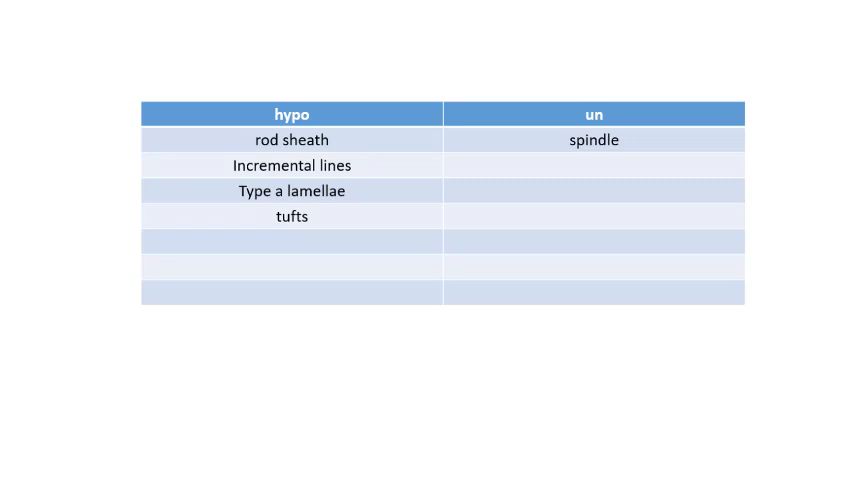 hypo un
rod sheath spindle
Incremental lines
Type a lamellae
tufts